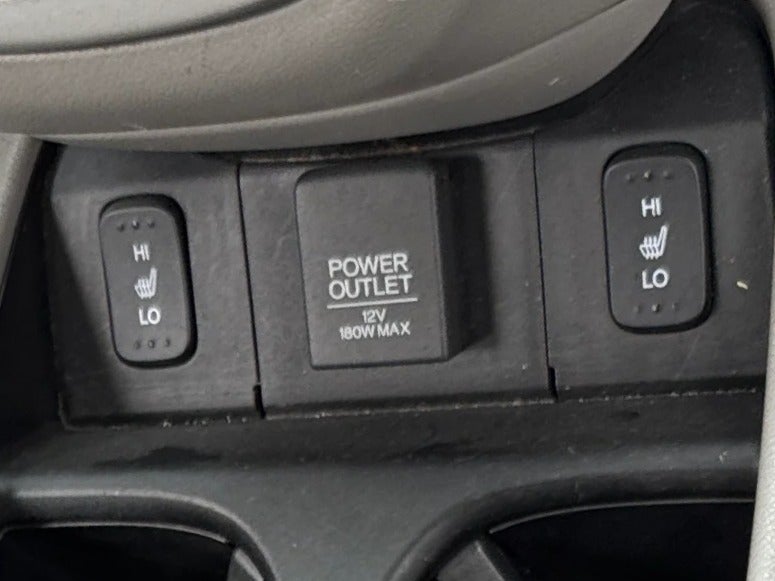 HI
LO
POWER
OUTLET
12V
180W MAX
HI
LO